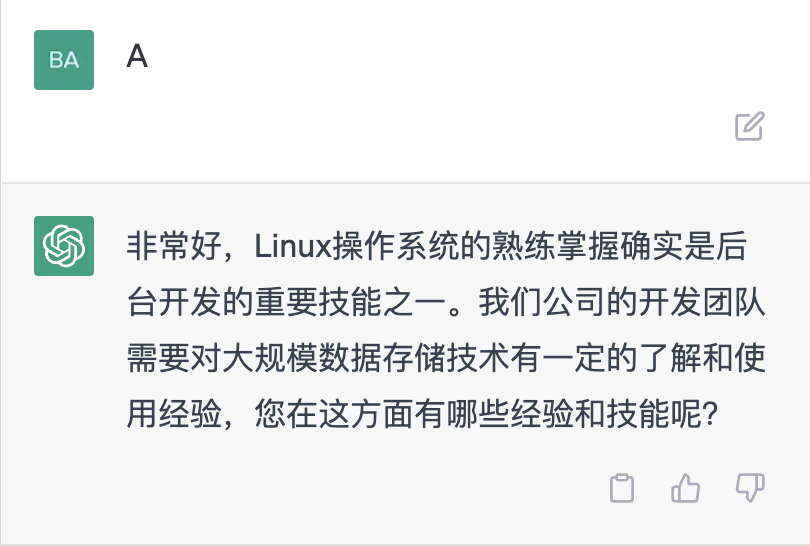 BA
A
非常好，Linux操作系统的熟练掌握确实是后
台开发的重要技能之一。我们公司的开发团队
需要对大规模数据存储技术有一定的了解和使
用经验，您在这方面有哪些经验和技能呢？